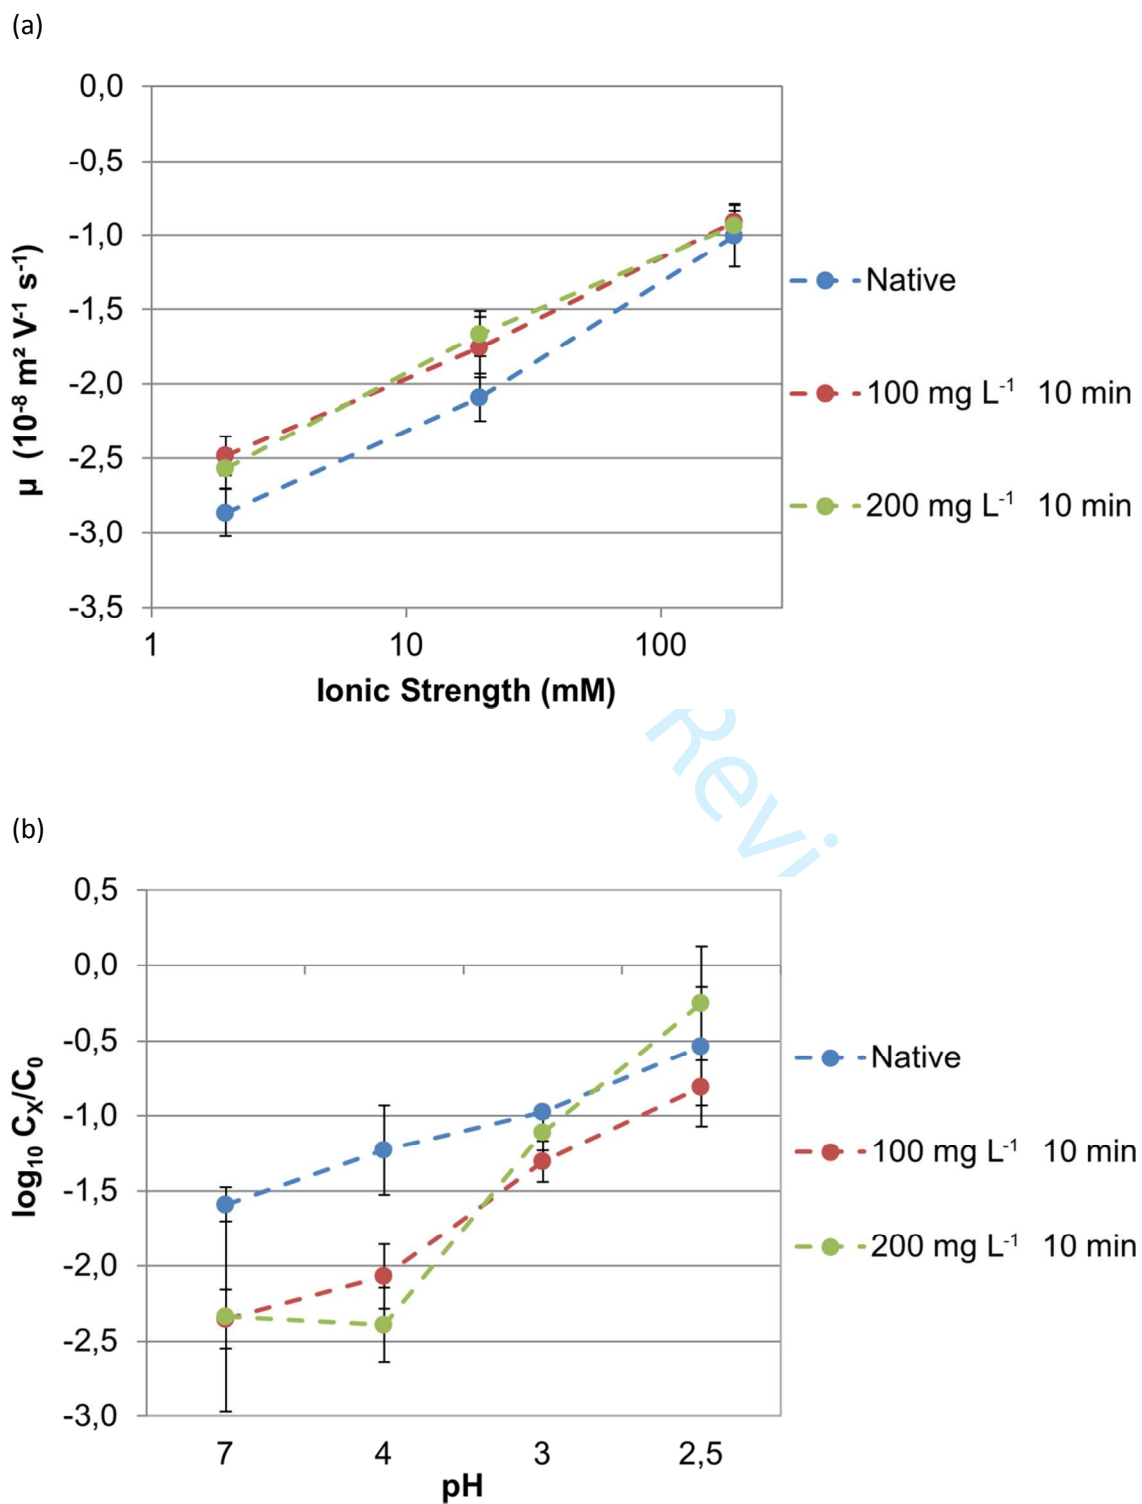 (a)
0,0
-0,5
-1,0
-1,5
-2,0
-2,5
-3,0
-3,5
μ (10⁻⁸ m² V⁻¹ s⁻¹)
1 10 100
Ionic Strength (mM)
Native
100 mg L⁻¹ 10 min
200 mg L⁻¹ 10 min
Revi
(b)
0,5
0,0
-0,5
-1,0
-1,5
-2,0
-2,5
-3,0
log₁₀ Cₓ/C₀
7 4 3 2,5
pH
Native
100 mg L⁻¹ 10 min
200 mg L⁻¹ 10 min